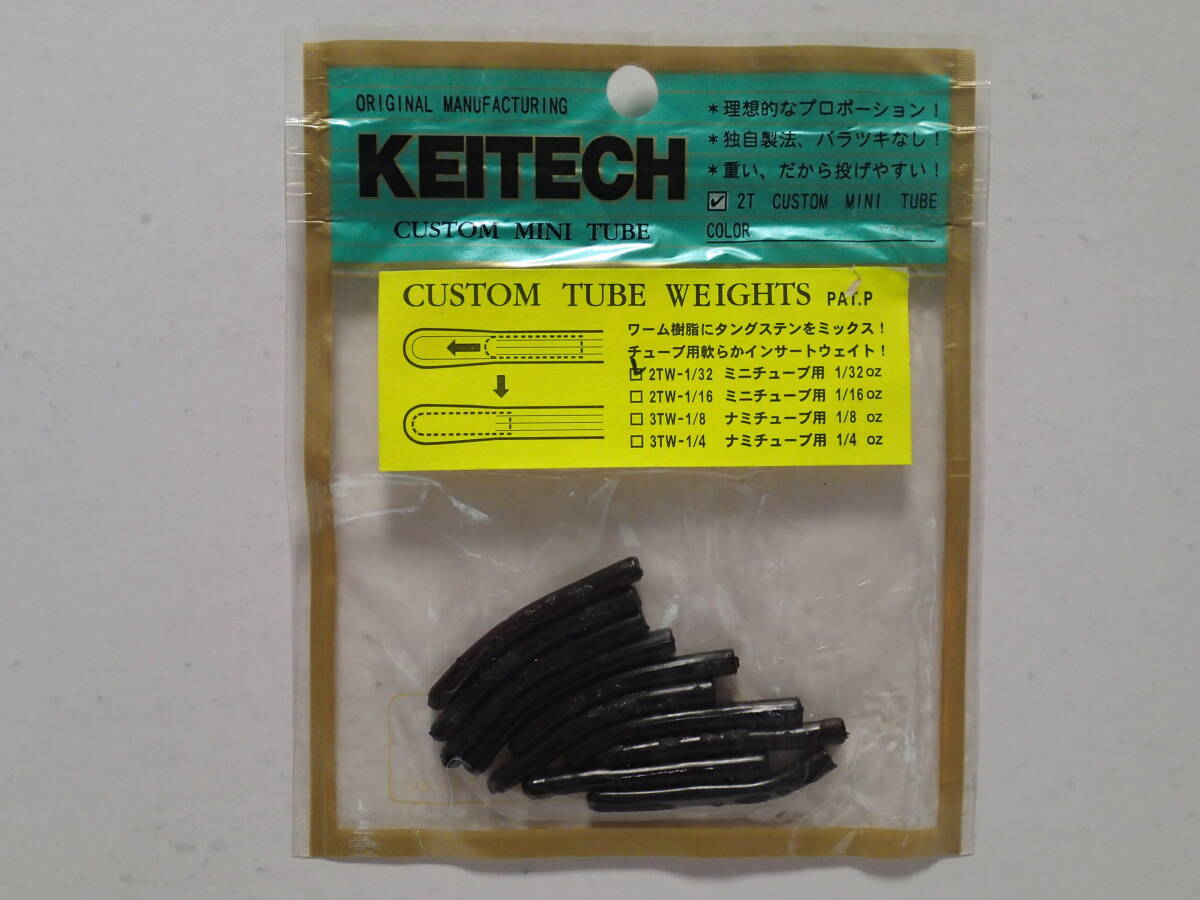 ORIGINAL MANUFACTURING
KEITECH
CUSTOM MINI TUBE
*理想的なプロポーション!
*独自製法、バラツキなし!
*重い、だから投げやすい!
☑ 2T CUSTOM MINI TUBE
COLOR
CUSTOM TUBE WEIGHTS PAT.P
ワーム樹脂にタングステンをミックス!
チューブ用軟らかインサートウェイト!
☑ 2TW-1/32 ミニチューブ用 1/32 oz
□ 2TW-1/16 ミニチューブ用 1/16 oz
□ 3TW-1/8 ナミチューブ用 1/8 oz
□ 3TW-1/4 ナミチューブ用 1/4 oz